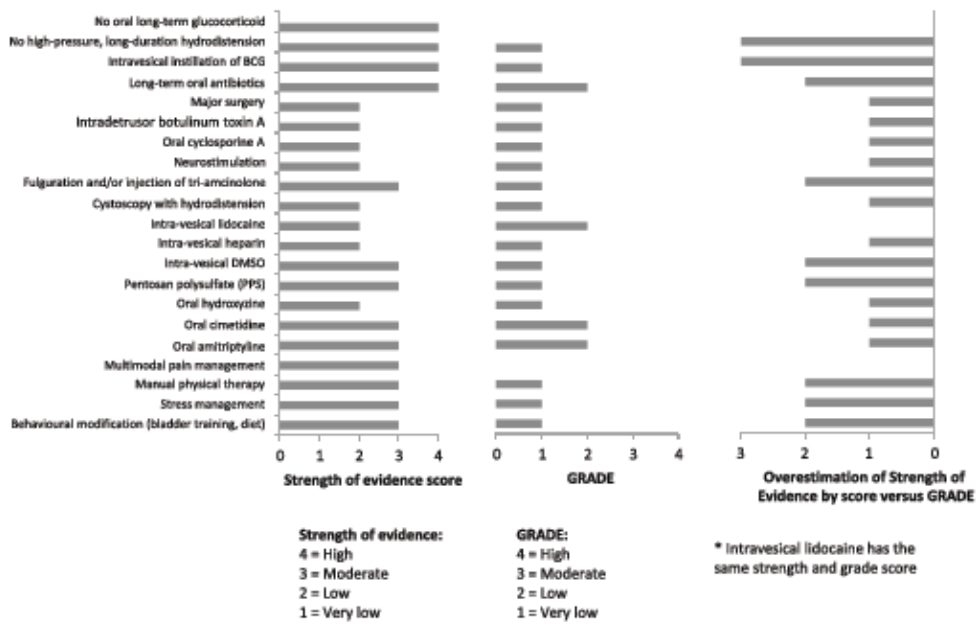 No oral long-term glucocorticoid
No high-pressure, long-duration hydrodistension
Intravesical instillation of BCG
Long-term oral antibiotics
Major surgery
Intradetrusor botulinum toxin A
Oral cyclosporine A
Neurostimulation
Fulguration and/or injection of tri-amcinolone
Cystoscopy with hydrodistension
Intra-vesical lidocaine
Intra-vesical heparin
Intra-vesical DMSO
Pentosan polysulfate (PPS)
Oral hydroxyzine
Oral cimetidine
Oral amitriptyline
Multimodal pain management
Manual physical therapy
Stress management
Behavioural modification (bladder training, diet)
0 1 2 3 4
Strength of evidence score
0 1 2 3 4
GRADE
3 2 1 0
Overestimation of Strength of
Evidence by score versus GRADE
Strength of evidence:
4 = High
3 = Moderate
2 = Low
1 = Very low
GRADE:
4 = High
3 = Moderate
2 = Low
1 = Very low
* Intravesical lidocaine has the
same strength and grade score